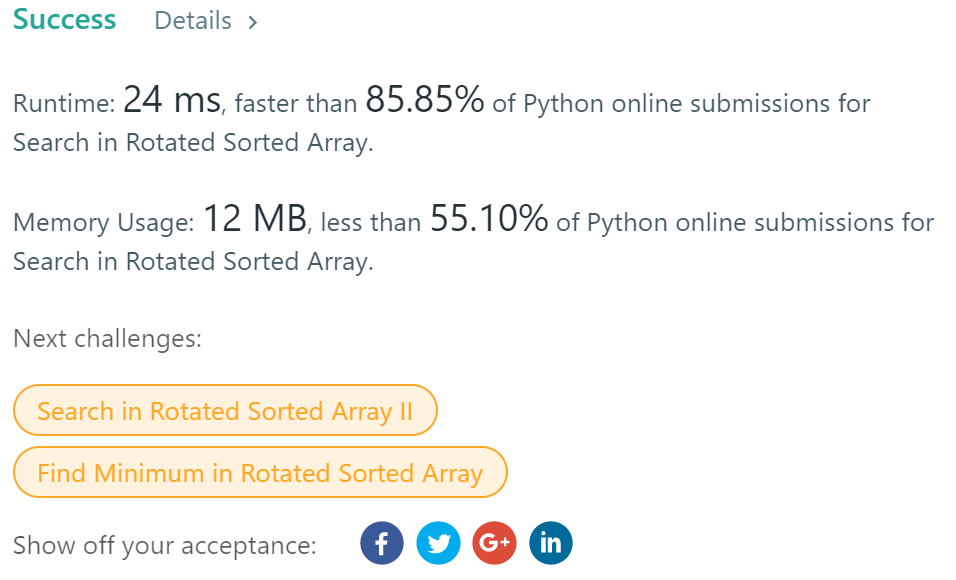 Success Details >
Runtime: 24 ms, faster than 85.85% of Python online submissions for
Search in Rotated Sorted Array.
Memory Usage: 12 MB, less than 55.10% of Python online submissions for
Search in Rotated Sorted Array.
Next challenges:
Search in Rotated Sorted Array II
Find Minimum in Rotated Sorted Array
Show off your acceptance: f G+ in